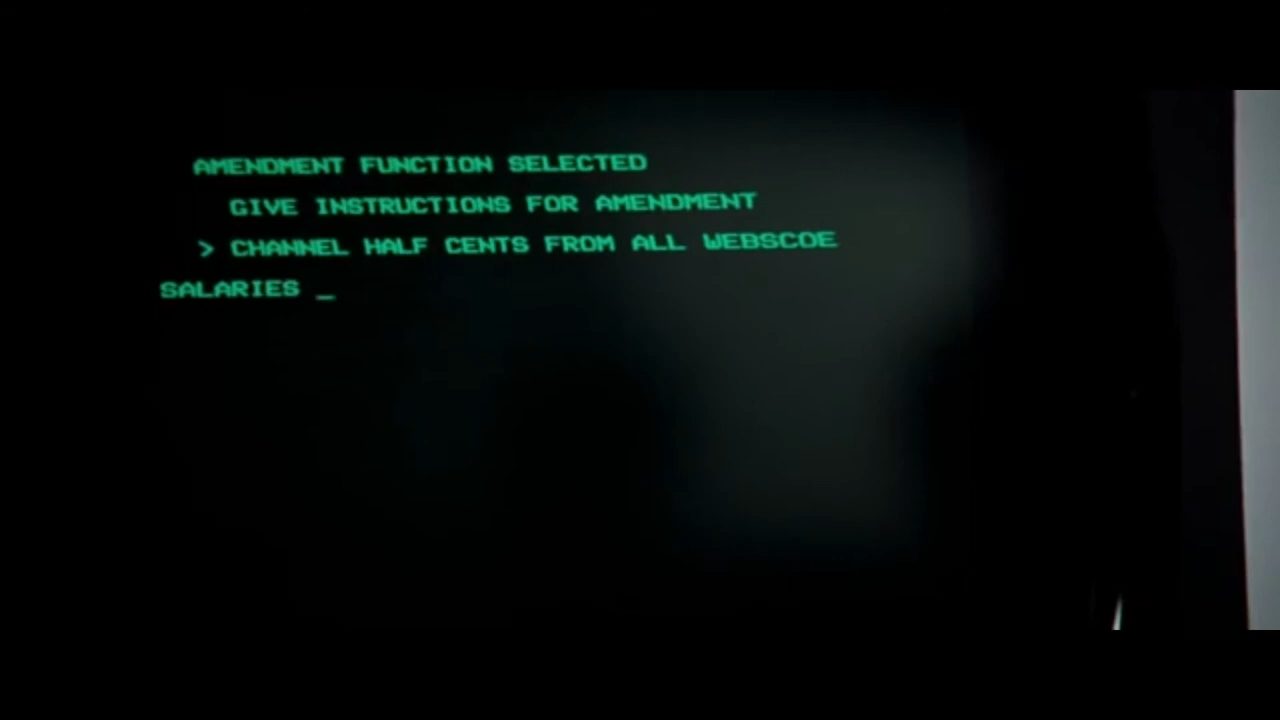 AMENDMENT FUNCTION SELECTED
GIVE INSTRUCTIONS FOR AMENDMENT
> CHANNEL HALF CENTS FROM ALL WEBSCOE
SALARIES _